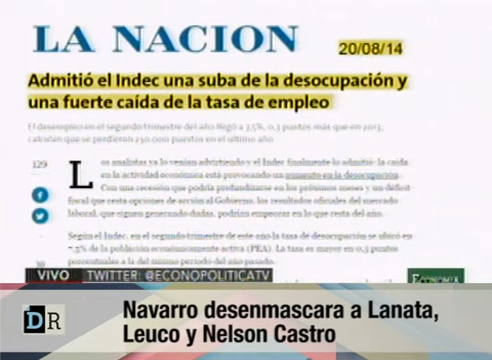 LA NACION
20/08/14
Admitió el Indec una suba de la desocupación y
una fuerte caída de la tasa de empleo
El desempleo en el segundo trimestre del año llegó a 7,5%, 0,3 puntos más que en 2013;
calculan que se perdieron 230.000 puestos en el último año
129
Los analistas ya lo venían advirtiendo y el Indec finalmente lo admitió: la caída
en la actividad económica está provocando un aumento en la desocupación.
Con una recesión que podría profundizarse en los próximos meses y un déficit
fiscal que resta opciones de acción al Gobierno, los resultados oficiales del mercado
laboral, que siguen generando dudas, podrían empeorar en lo que resta del año.
Según el Indec, en el segundo trimestre de este año la tasa de desocupación se ubicó en
7,5% de la población económicamente activa (PEA). La tasa es mayor en 0,3 puntos
porcentuales a la del mismo período del año pasado.
VIVO TWITTER: @ECONOPOLITICATV
ECONOMIA
DR
Navarro desenmascara a Lanata,
Leuco y Nelson Castro